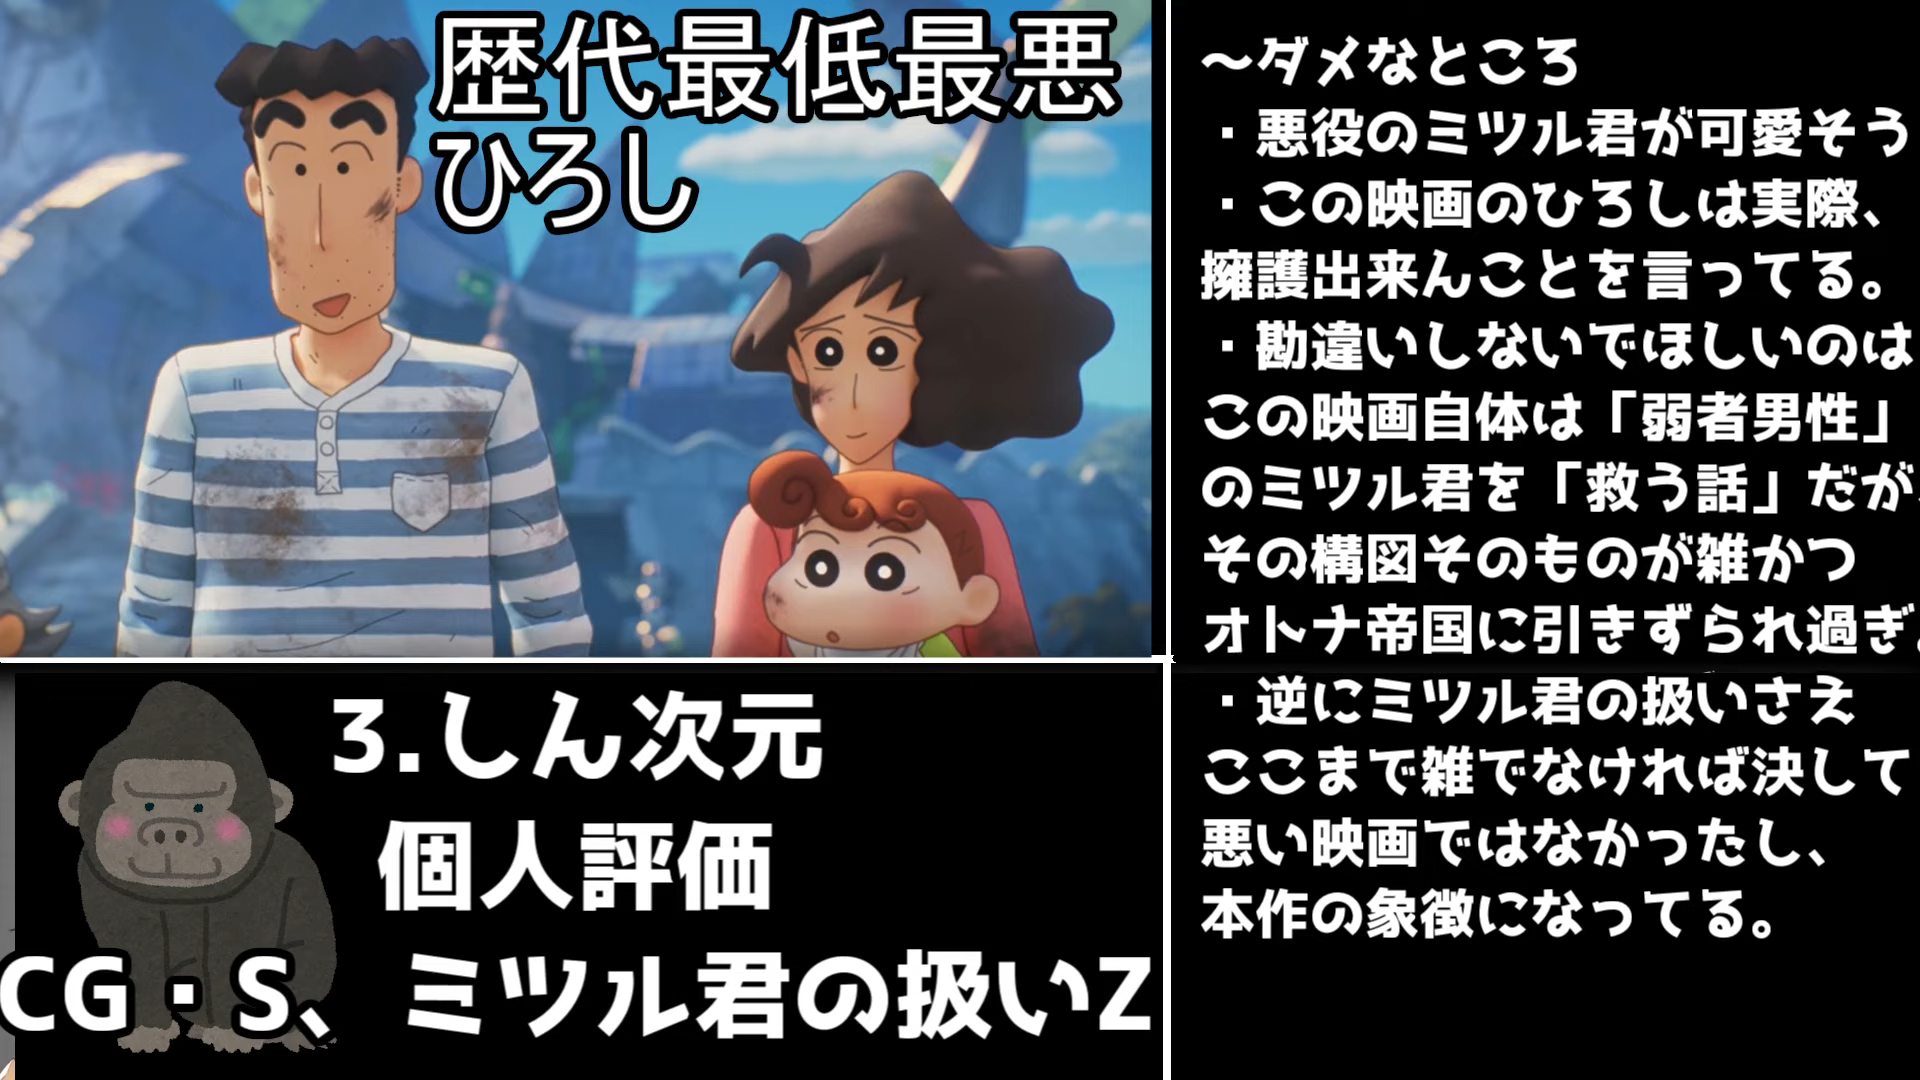 歴代最低最悪
ひろし
～ダメなところ
・悪役のミツル君が可愛そう
・この映画のひろしは実際、
擁護出来んことを言ってる。
・勘違いしないでほしいのは
この映画自体は「弱者男性」
のミツル君を「救う話」だが
その構図そのものが雑かつ
オトナ帝国に引きずられ過ぎ。
・逆にミツル君の扱いさえ
ここまで雑でなければ決して
悪い映画ではなかったし、
本作の象徴になってる。
3.しん次元
個人評価
CG・S、ミツル君の扱いZ